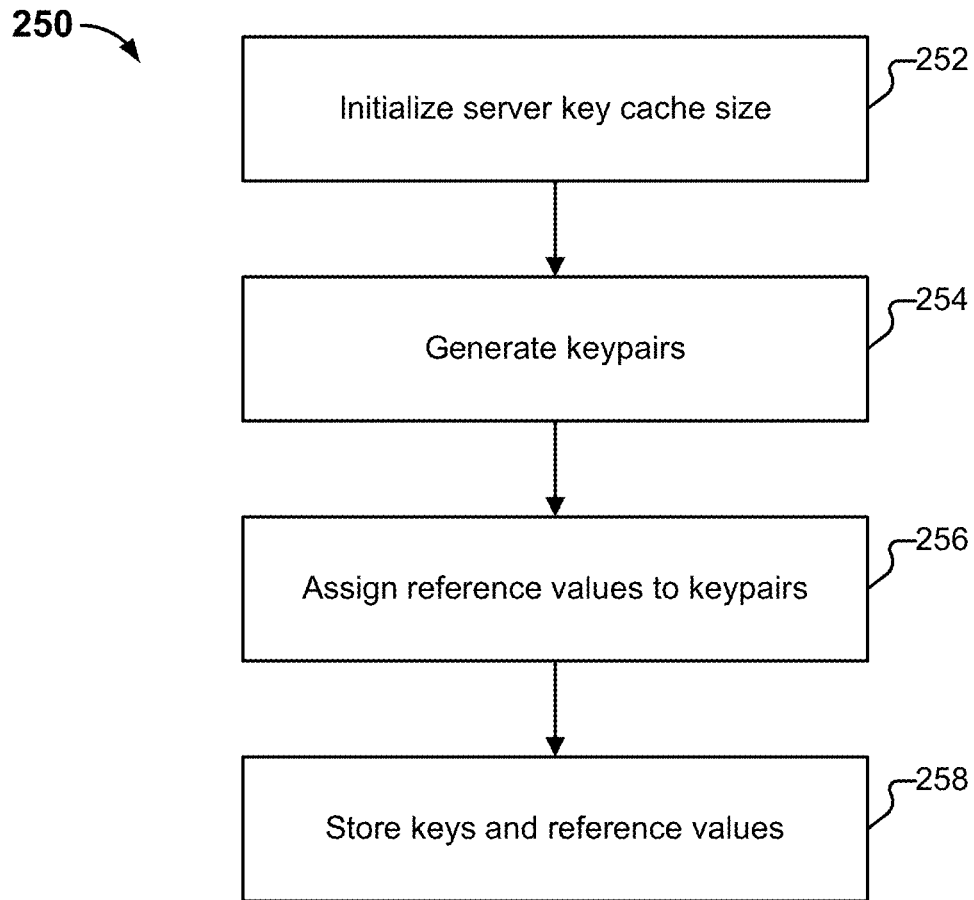 250
252
Initialize server key cache size
254
Generate keypairs
256
Assign reference values to keypairs
258
Store keys and reference values